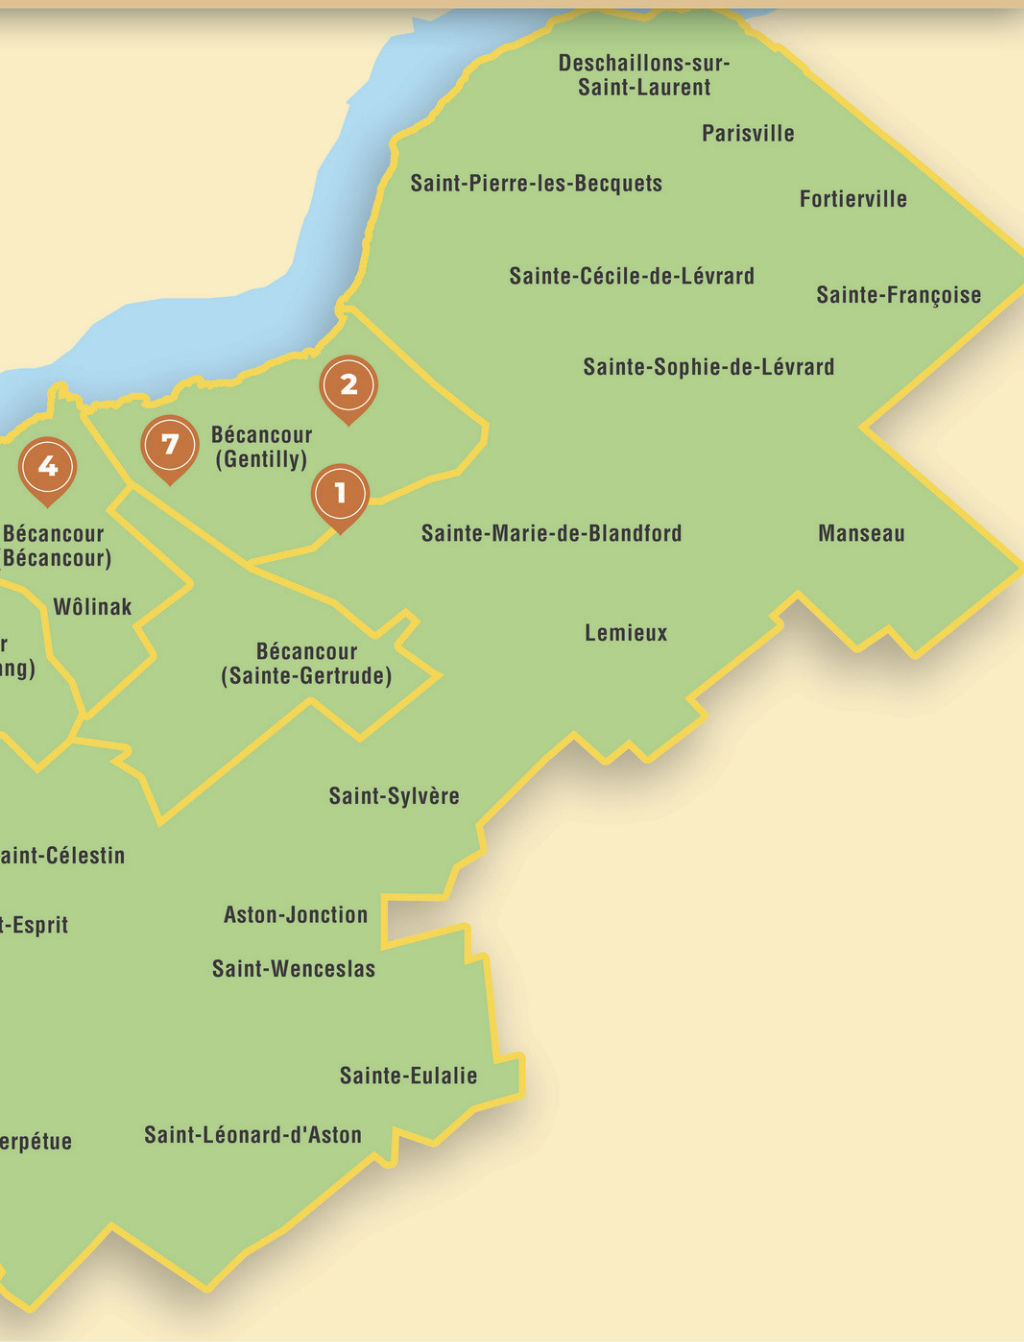 Deschaillons-sur-
Saint-Laurent
Parisville
Saint-Pierre-les-Becquets
Fortierville
Sainte-Cécile-de-Lévrard
Sainte-Françoise
Sainte-Sophie-de-Lévrard
2
7
Bécancour
(Gentilly)
4
1
Bécancour
(Bécancour)
Sainte-Marie-de-Blandford
Manseau
Wôlinak
Lemieux
r
ang)
Bécancour
(Sainte-Gertrude)
Saint-Sylvère
aint-Célestin
Aston-Jonction
t-Esprit
Saint-Wenceslas
Sainte-Eulalie
Saint-Léonard-d'Aston
erpétue